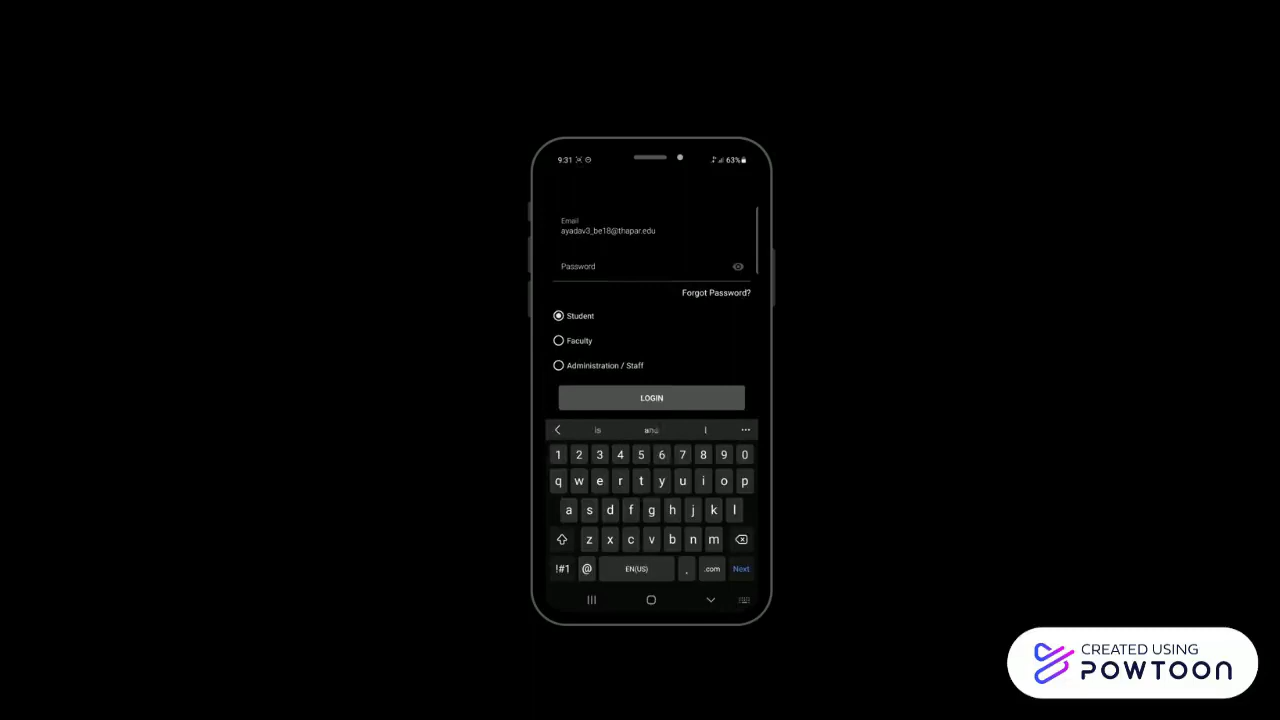 9:31
63%
Email
ayadav3_be18@thapar.edu
Password
Forgot Password?
Student
Faculty
Administration / Staff
LOGIN
and I
1 2 3 4 5 6 7 8 9 0
q w e r t y u i o p
a s d f g h j k l
z x c v b n m
!#1 @ EN(US) , .com Next
CREATED USING
POWTOON